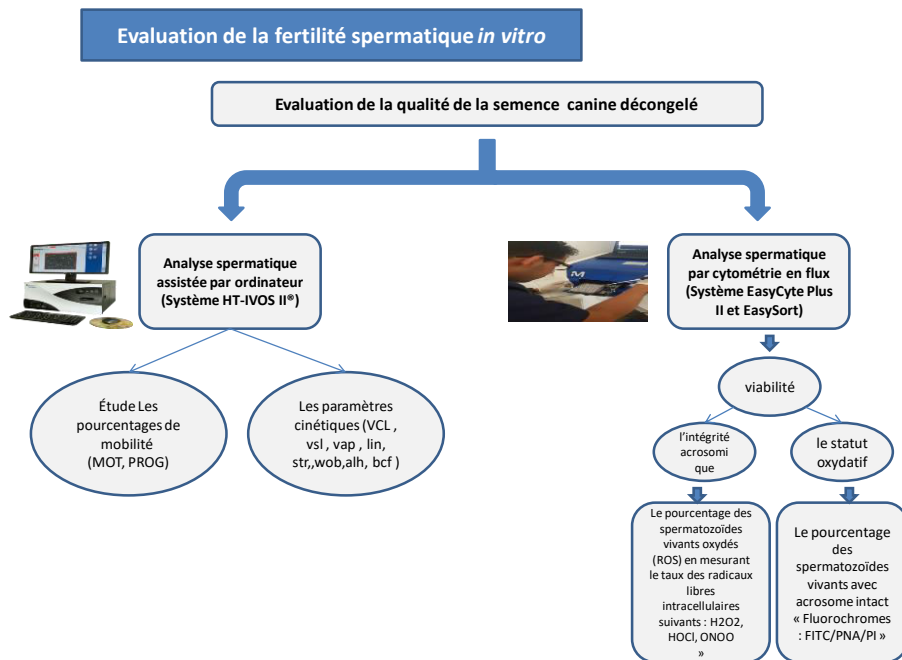 Evaluation de la fertilité spermatique in vitro
Evaluation de la qualité de la semence canine décongelé
Analyse spermatique
assistée par ordinateur
(Système HT-IVOS II®)
Analyse spermatique
par cytométrie en flux
(Système EasyCyte Plus
II et EasySort)
Étude Les
pourcentages de
mobilité
(MOT, PROG)
Les paramètres
cinétiques (VCL ,
vsl , vap , lin,
str,,wob,alh, bcf )
viabilité
l’intégrité
acrosomi
que
le statut
oxydatif
Le pourcentage des
spermatozoïdes
vivants oxydés
(ROS) en mesurant
le taux des radicaux
libres
intracellulaires
suivants : H2O2,
HOCl, ONOO
»
Le pourcentage
des
spermatozoïdes
vivants avec
acrosome intact
« Fluorochromes
: FITC/PNA/PI »